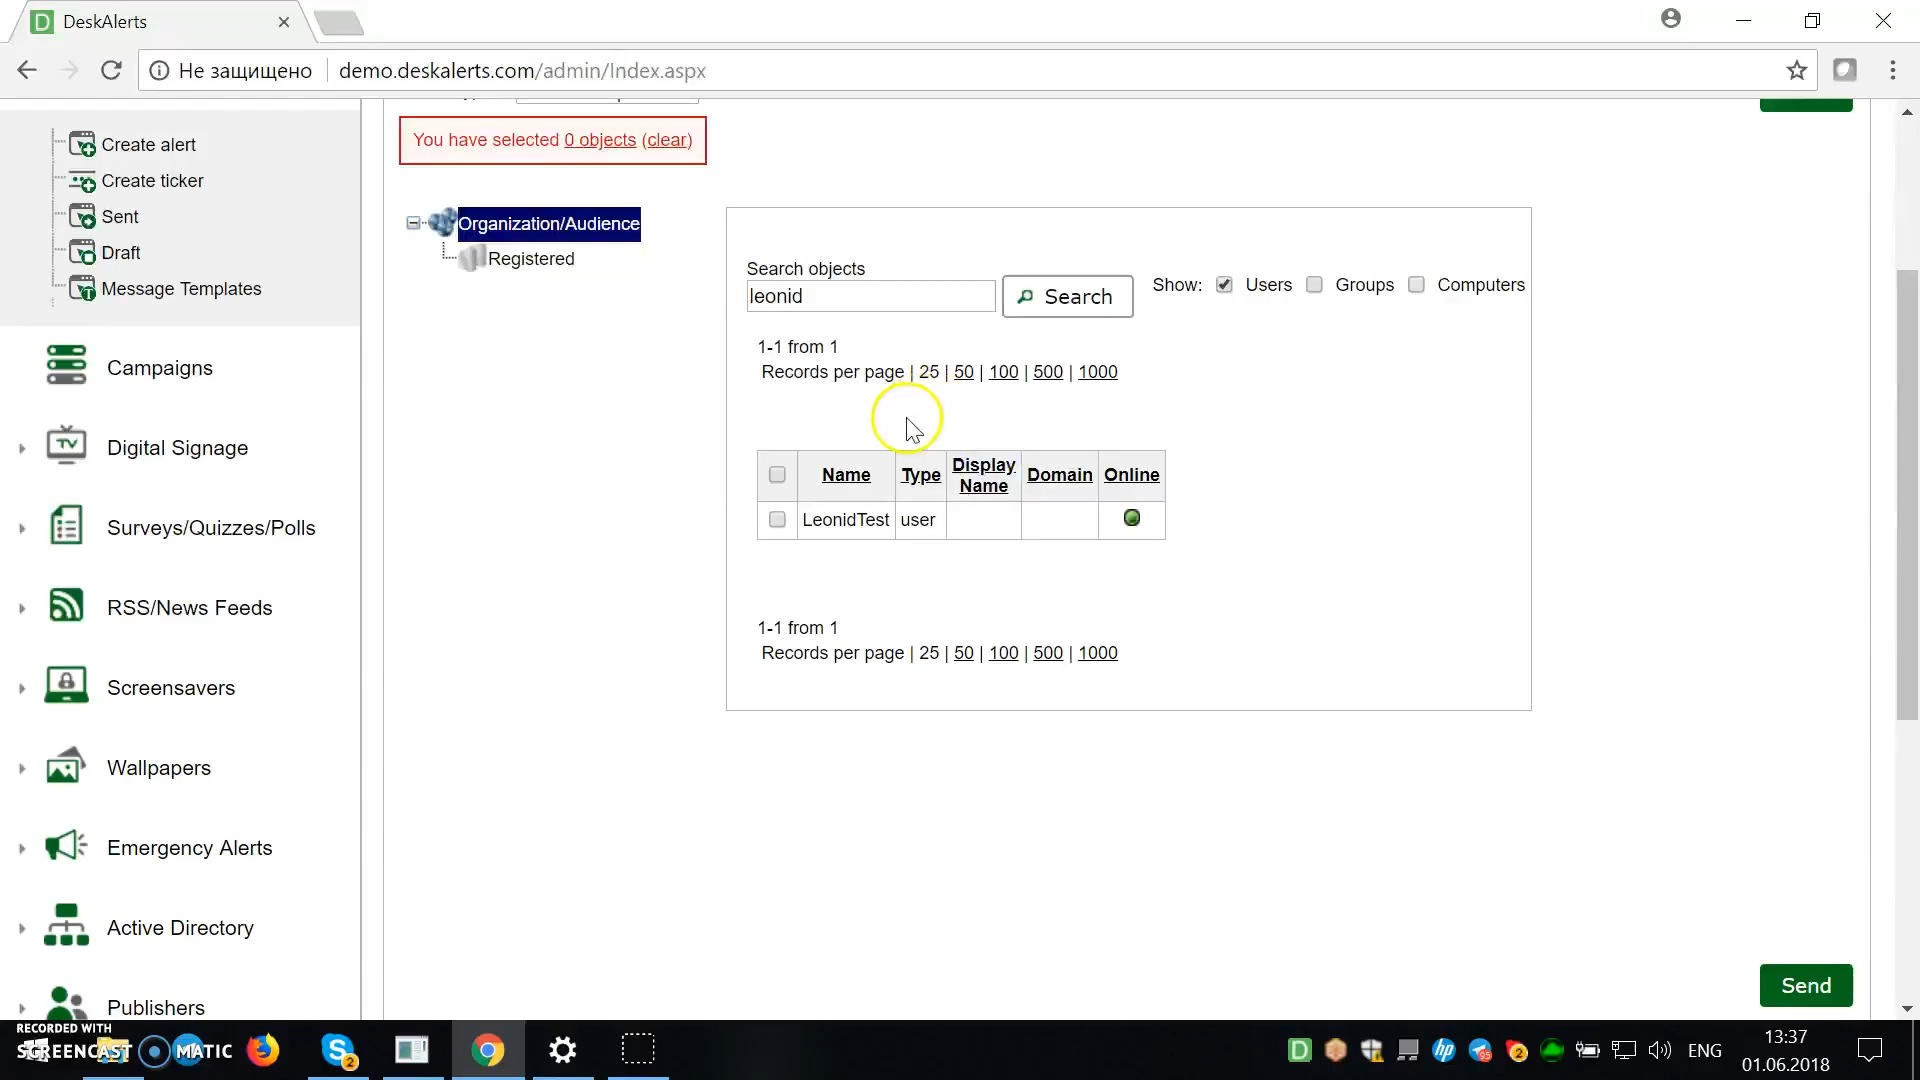 DeskAlerts
Не защищено
demo.deskalerts.com/admin/Index.aspx
Create alert
Create ticker
Sent
Draft
Message Templates
Campaigns
Digital Signage
Surveys/Quizzes/Polls
RSS/News Feeds
Screensavers
Wallpapers
Emergency Alerts
Active Directory
Publishers
You have selected 0 objects (clear)
Organization/Audience
Registered
Search objects
leonid
Search
Show: Users Groups Computers
1-1 from 1
Records per page | 25 | 50 | 100 | 500 | 1000
Name Type Display Name Domain Online
LeonidTest user
1-1 from 1
Records per page | 25 | 50 | 100 | 500 | 1000
Send
RECORDED WITH
SCREENCAST MATIC
ENG
13:37
01.06.2018